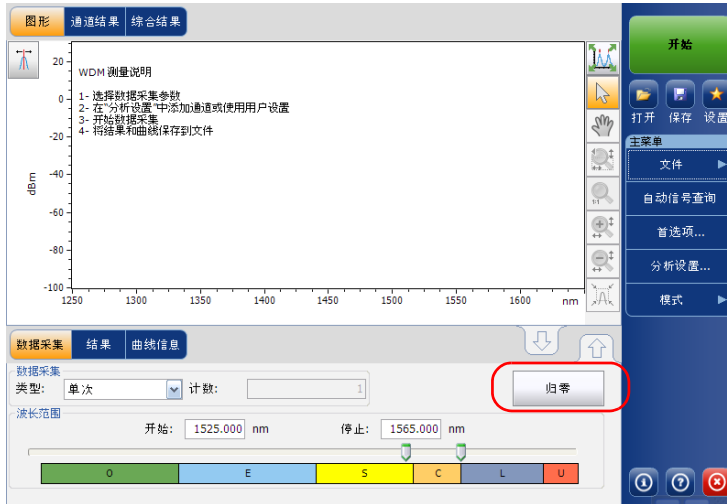 图形 通道结果 综合结果
WDM 测量说明
1- 选择数据采集参数
2- 在"分析设置"中添加通道或使用用户设置
3- 开始数据采集
4- 将结果和曲线保存到文件
dBm
20
0
-20
-40
-60
-80
-100
1250 1300 1350 1400 1450 1500 1550 1600 nm
1:1
数据采集 结果 曲线信息
数据采集
类型: 单次 计数: 1
归零
波长范围
开始: 1525.000 nm 停止: 1565.000 nm
O E S C L U
开始
打开 保存 设置
主菜单
文件
自动信号查询
首选项...
分析设置...
模式